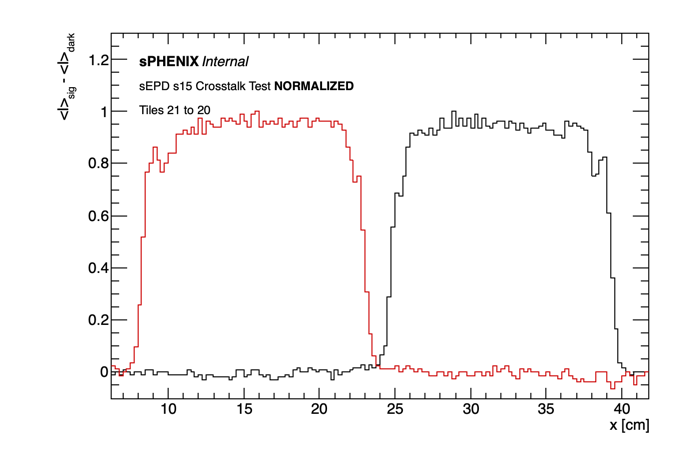 <I>sig - <I>dark
sPHENIX Internal
sEPD s15 Crosstalk Test NORMALIZED
Tiles 21 to 20
1.2
1
0.8
0.6
0.4
0.2
0
10 15 20 25 30 35 40
x [cm]